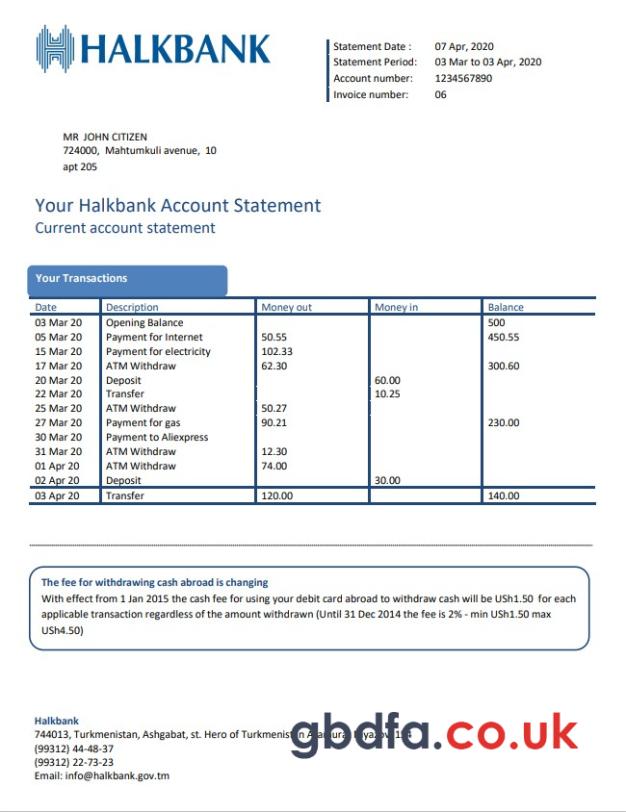 HALKBANK
Statement Date : 07 Apr, 2020
Statement Period: 03 Mar to 03 Apr, 2020
Account number: 1234567890
Invoice number: 06
MR JOHN CITIZEN
724000, Mahtumkuli avenue, 10
apt 205
Your Halkbank Account Statement
Current account statement
Your Transactions
Date Description Money out Money in Balance
03 Mar 20 Opening Balance 500
05 Mar 20 Payment for Internet 50.55 450.55
15 Mar 20 Payment for electricity 102.33
17 Mar 20 ATM Withdraw 62.30 300.60
20 Mar 20 Deposit 60.00
22 Mar 20 Transfer 10.25
25 Mar 20 ATM Withdraw 50.27
27 Mar 20 Payment for gas 90.21 230.00
30 Mar 20 Payment to Aliexpress
31 Mar 20 ATM Withdraw 12.30
01 Apr 20 ATM Withdraw 74.00
02 Apr 20 Deposit 30.00
03 Apr 20 Transfer 120.00 140.00
The fee for withdrawing cash abroad is changing
With effect from 1 Jan 2015 the cash fee for using your debit card abroad to withdraw cash will be USh1.50 for each
applicable transaction regardless of the amount withdrawn (Until 31 Dec 2014 the fee is 2% - min USh1.50 max
USh4.50)
Halkbank
744013, Turkmenistan, Ashgabat, st. Hero of Turkmenistan
gbdfa.co.uk
(99312) 44-48-37
(99312) 22-73-23
Email: info@halkbank.gov.tm